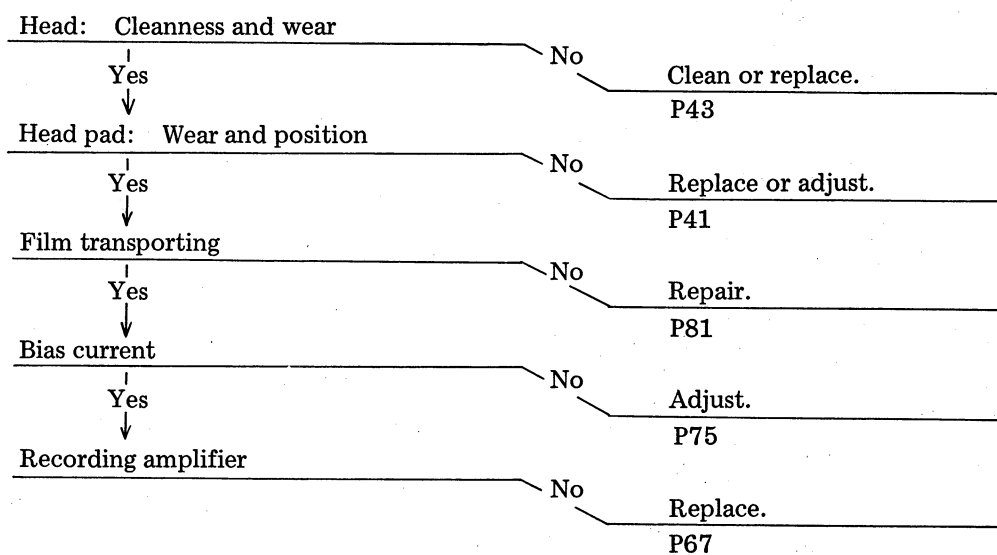 Head: Cleanness and wear
No
Yes
Clean or replace.
P43
Head pad: Wear and position
No
Yes
Replace or adjust.
P41
Film transporting
No
Yes
Repair.
P81
Bias current
No
Yes
Adjust.
P75
Recording amplifier
No
Replace.
P67